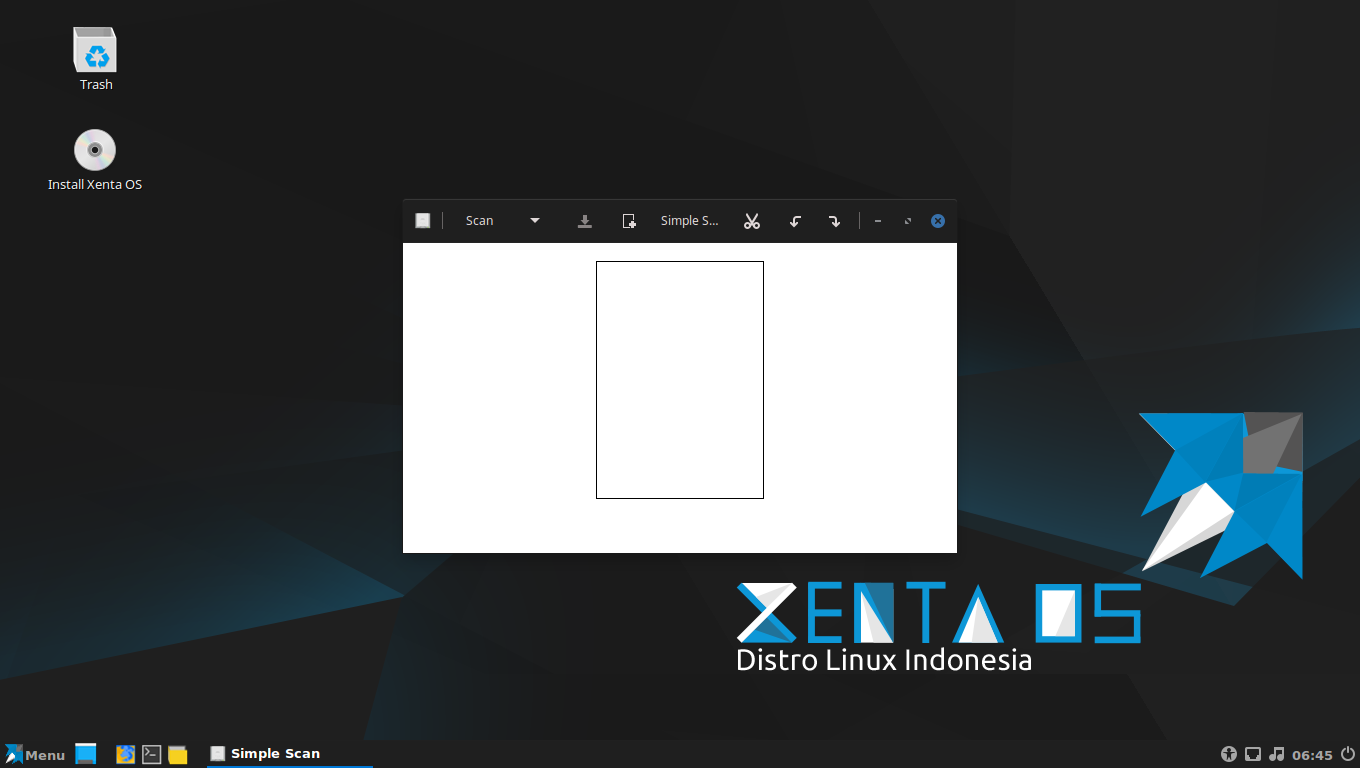 Trash
Install Xenta OS
Scan
Simple S...
XENTA OS
Distro Linux Indonesia
Menu
Simple Scan
06:45